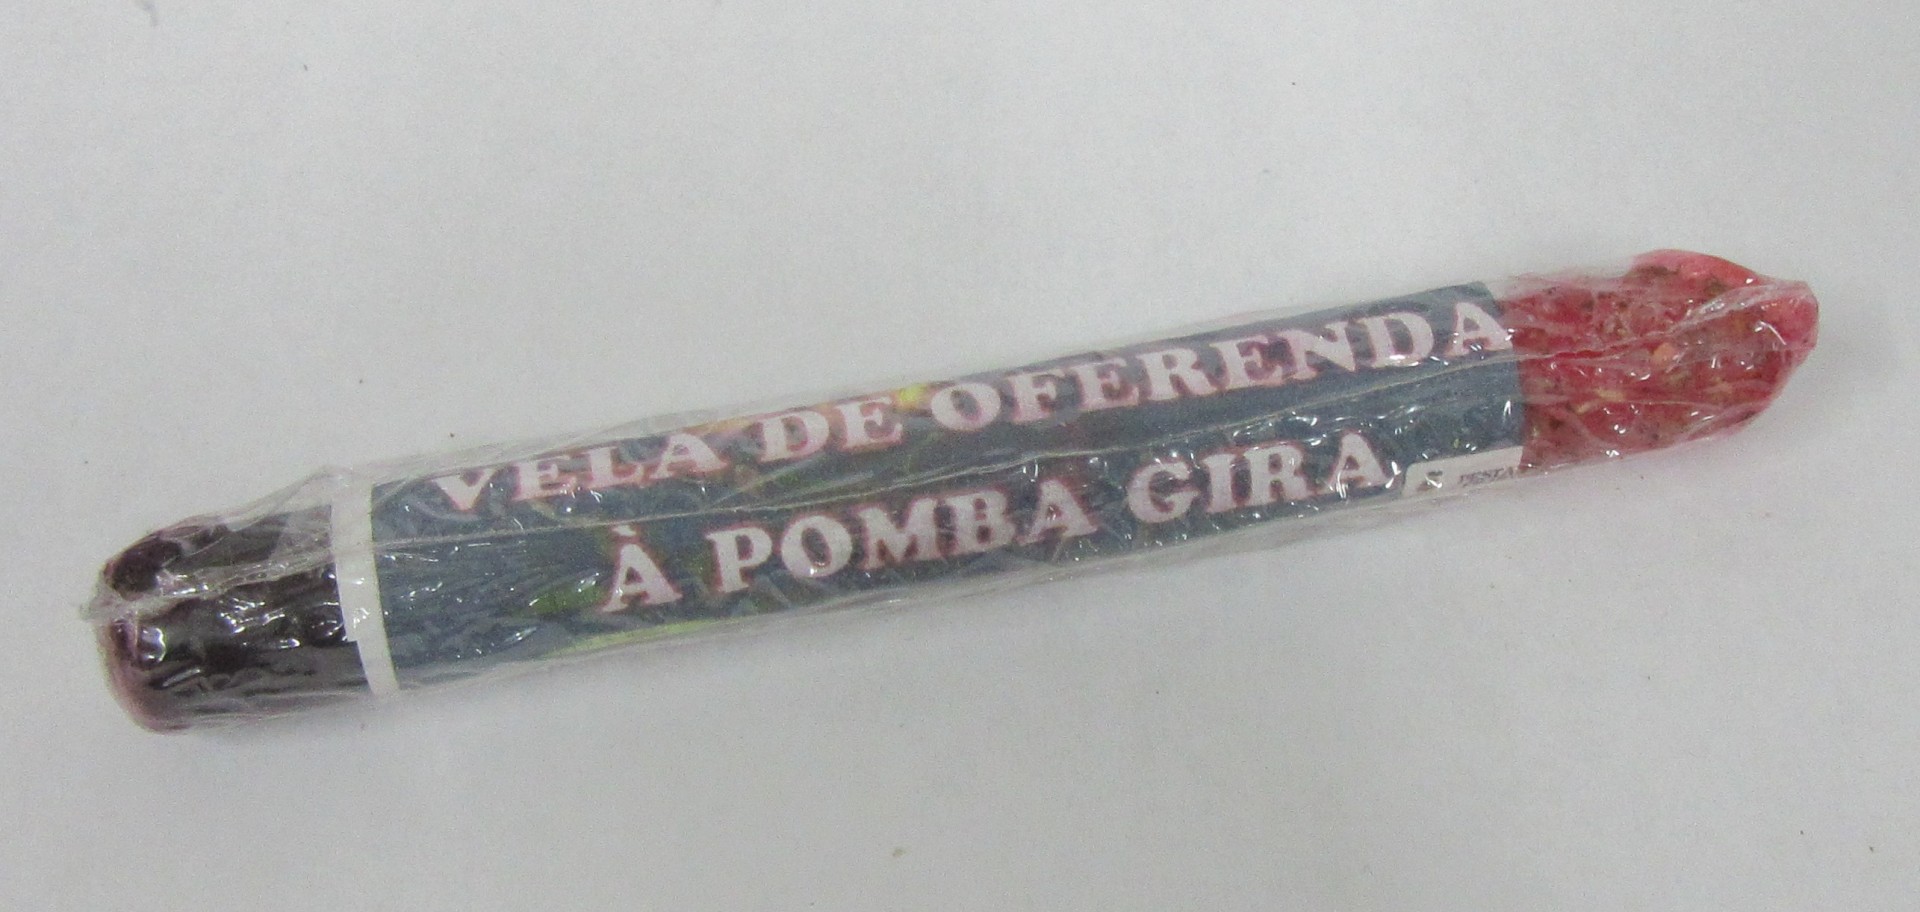 VELA DE OFERENDA
À POMBA GIRA